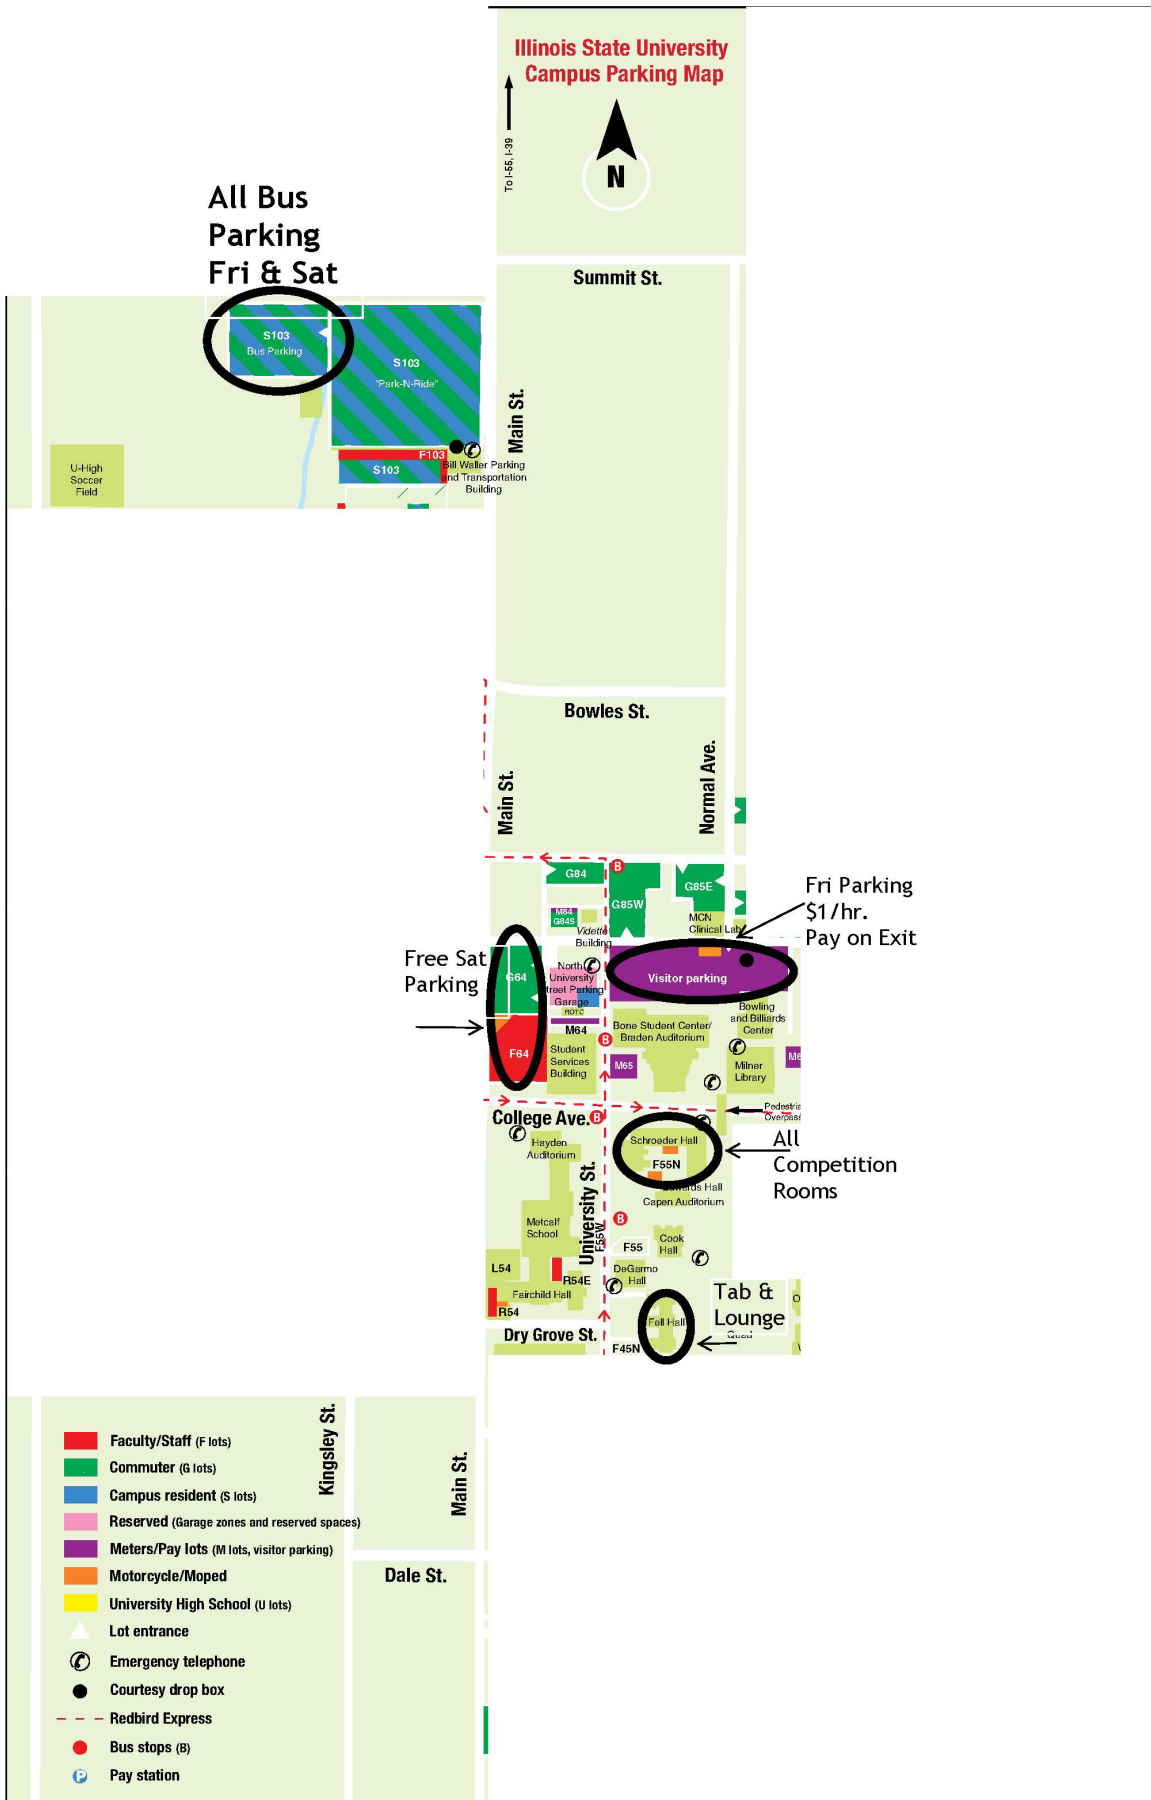 Illinois State University
Campus Parking Map
To I-55, I-39
N
All Bus
Parking
Fri & Sat
Summit St.
S103
Bus Parking
S103
"Park-N-Ride"
Main St.
F103
S103
Bill Waller Parking
and Transportation
Building
U-High
Soccer
Field
Bowles St.
Main St.
Normal Ave.
B
G84
G85W
G85E
M84
G84S
MCN
Clinical Lab
Vidette
Building
Fri Parking
$1/hr.
Pay on Exit
Free Sat
Parking
G64
North
University
Street Parking
Garage
ROTC
Visitor parking
Bowling
and Billiards
Center
M64
F64
Student
Services
Building
Bone Student Center/
Braden Auditorium
B
M65
Milner
Library
College Ave.
B
Pedestria
Overpass
Hayden
Auditorium
Schroeder Hall
F55N
Edwards Hall
Capen Auditorium
All
Competition
Rooms
University St.
F55W
B
Metcalf
School
F55
Cook
Hall
L54
R54E
DeGarmo
Hall
Fairchild Hall
R54
Tab &
Lounge
Quad
Fell Hall
Dry Grove St.
F45N
Kingsley St.
Main St.
Dale St.
Faculty/Staff (F lots)
Commuter (G lots)
Campus resident (S lots)
Reserved (Garage zones and reserved spaces)
Meters/Pay lots (M lots, visitor parking)
Motorcycle/Moped
University High School (U lots)
Lot entrance
Emergency telephone
Courtesy drop box
Redbird Express
Bus stops (B)
P
Pay station